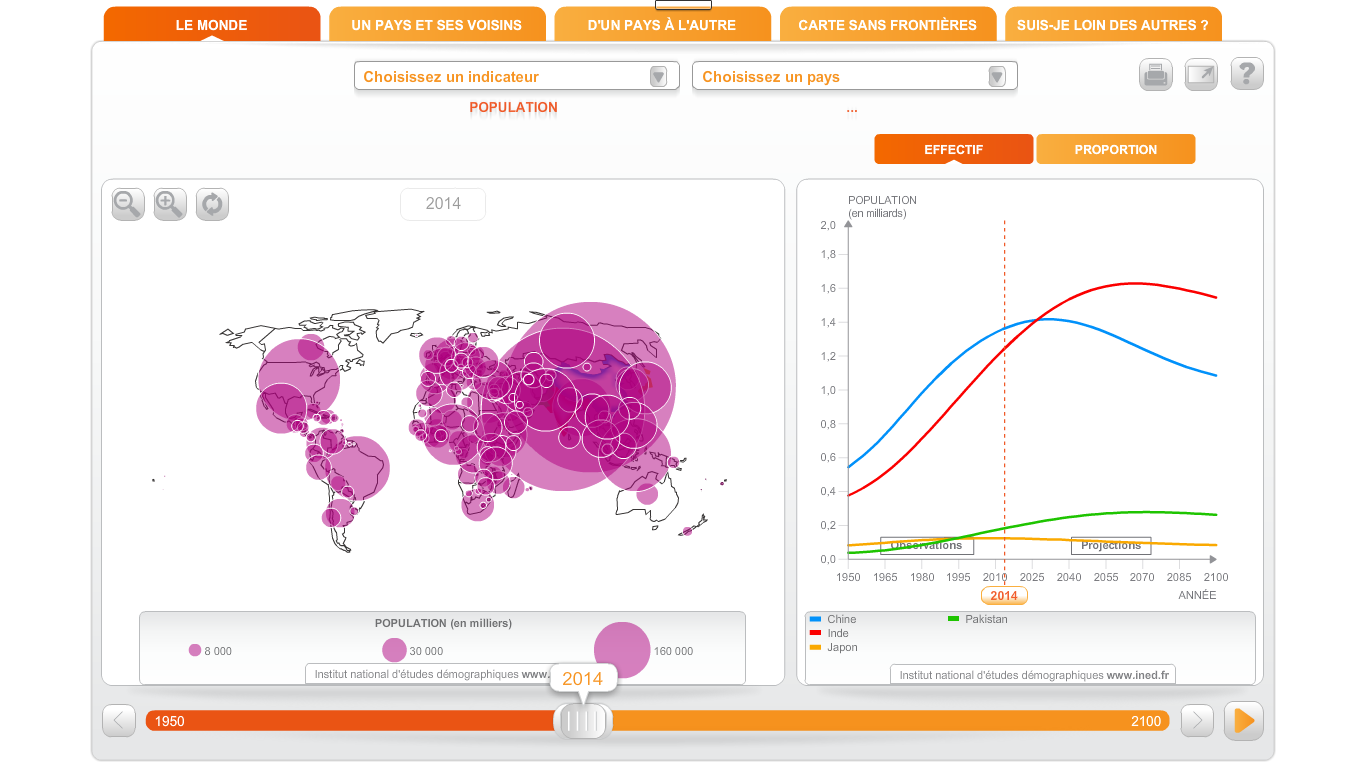 LE MONDE
UN PAYS ET SES VOISINS
D'UN PAYS À L'AUTRE
CARTE SANS FRONTIÈRES
SUIS-JE LOIN DES AUTRES ?
Choisissez un indicateur
Choisissez un pays
?
POPULATION
...
EFFECTIF
PROPORTION
2014
POPULATION
(en milliards)
2,0
1,8
1,6
1,4
1,2
1,0
0,8
0,6
0,4
0,2
0,0
Observations
Projections
1950 1965 1980 1995 2010 2025 2040 2055 2070 2085 2100
2014
ANNÉE
POPULATION (en milliers)
8 000
30 000
160 000
Institut national d'études démographiques www.
Chine
Inde
Japon
Pakistan
Institut national d'études démographiques www.ined.fr
2014
1950
2100